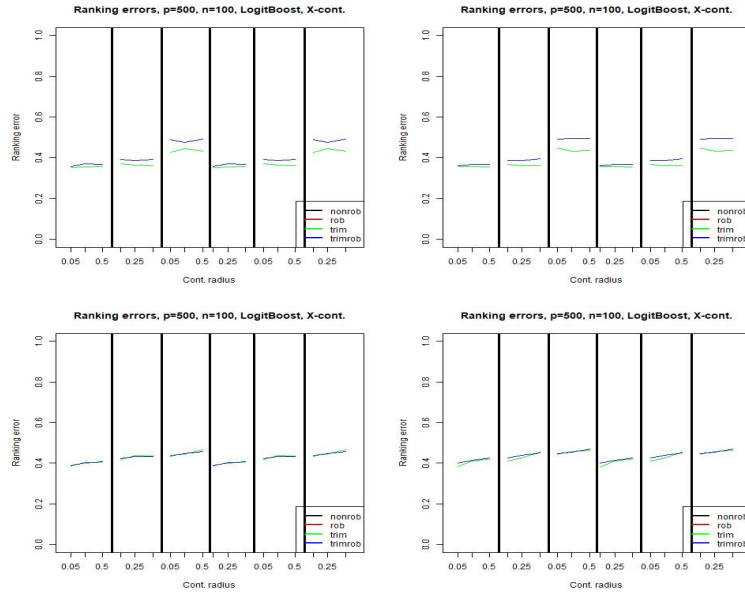 Ranking errors, p=500, n=100, LogitBoost, X-cont.
Ranking error
1.0
0.8
0.6
0.4
0.2
0.0
nonrob
rob
trim
trimrob
0.05 0.5 0.25 0.05 0.5 0.25 0.05 0.5 0.25
Cont. radius
Ranking errors, p=500, n=100, LogitBoost, X-cont.
Ranking error
1.0
0.8
0.6
0.4
0.2
0.0
nonrob
rob
trim
trimrob
0.05 0.5 0.25 0.05 0.5 0.25 0.05 0.5 0.25
Cont. radius
Ranking errors, p=500, n=100, LogitBoost, X-cont.
Ranking error
1.0
0.8
0.6
0.4
0.2
0.0
nonrob
rob
trim
trimrob
0.05 0.5 0.25 0.05 0.5 0.25 0.05 0.5 0.25
Cont. radius
Ranking errors, p=500, n=100, LogitBoost, X-cont.
Ranking error
1.0
0.8
0.6
0.4
0.2
0.0
nonrob
rob
trim
trimrob
0.05 0.5 0.25 0.05 0.5 0.25 0.05 0.5 0.25
Cont. radius